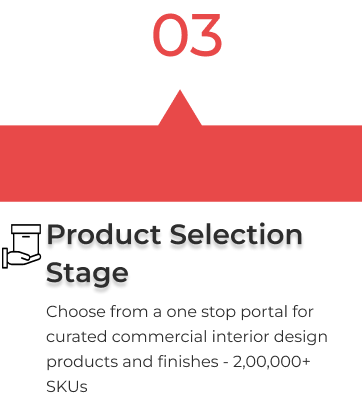 03
Product Selection
Stage
Choose from a one stop portal for
curated commercial interior design
products and finishes - 2,00,000+
SKUs